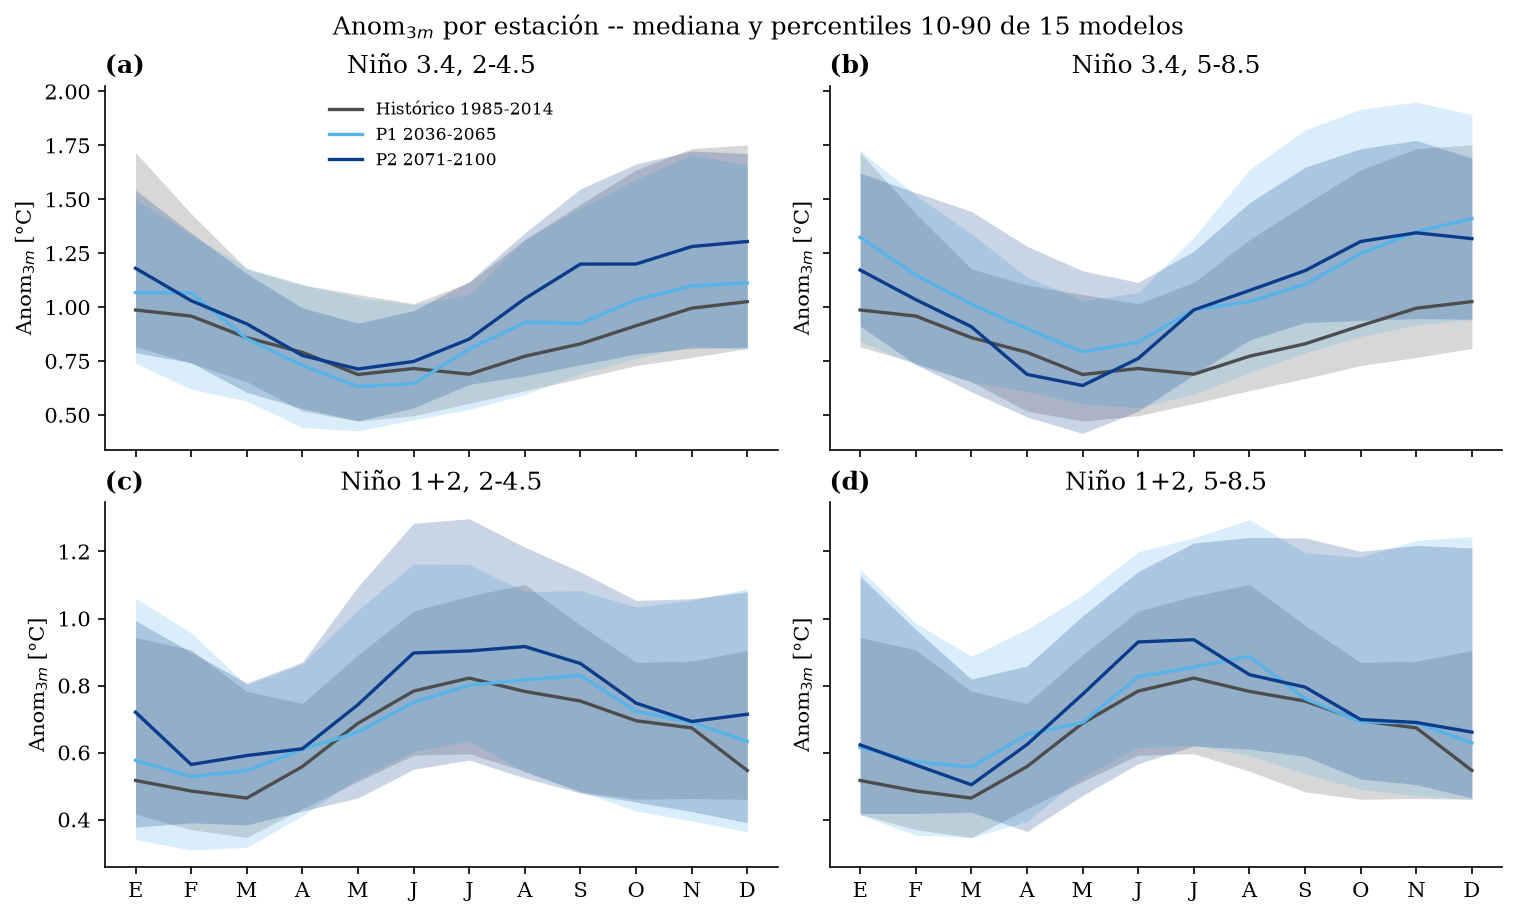 Anom3m por estación -- mediana y percentiles 10-90 de 15 modelos
(a) Niño 3.4, 2-4.5
(b) Niño 3.4, 5-8.5
Histórico 1985-2014
P1 2036-2065
P2 2071-2100
Anom3m [°C]
2.00
1.75
1.50
1.25
1.00
0.75
0.50
Anom3m [°C]
(c) Niño 1+2, 2-4.5
(d) Niño 1+2, 5-8.5
Anom3m [°C]
1.2
1.0
0.8
0.6
0.4
Anom3m [°C]
E F M A M J J A S O N D
E F M A M J J A S O N D